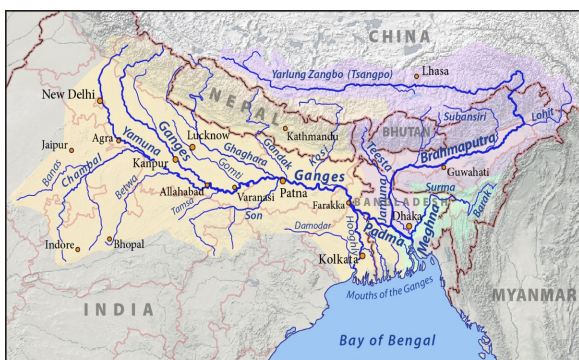 CHINA
Yarlung Zangbo (Tsangpo)
Lhasa
New Delhi
NEPAL
Subansiri
Lohit
BHUTAN
Agra
Yamuna
Ganges
Lucknow
Kathmandu
Brahmaputra
Jaipur
Ghaghara
Gandak
Kosi
Teesta
Kanpur
Gomti
Guwahati
Banas
Chambal
Ganges
Jamuna
Surma
Betwa
Allahabad
Varanasi
Patna
Barak
Tamsa
Farakka
BANGLADESH
Son
Dhaka
Meghna
Damodar
Hooghly
Padma
Indore
Bhopal
Kolkata
Mouths of the Ganges
MYANMAR
INDIA
Bay of Bengal